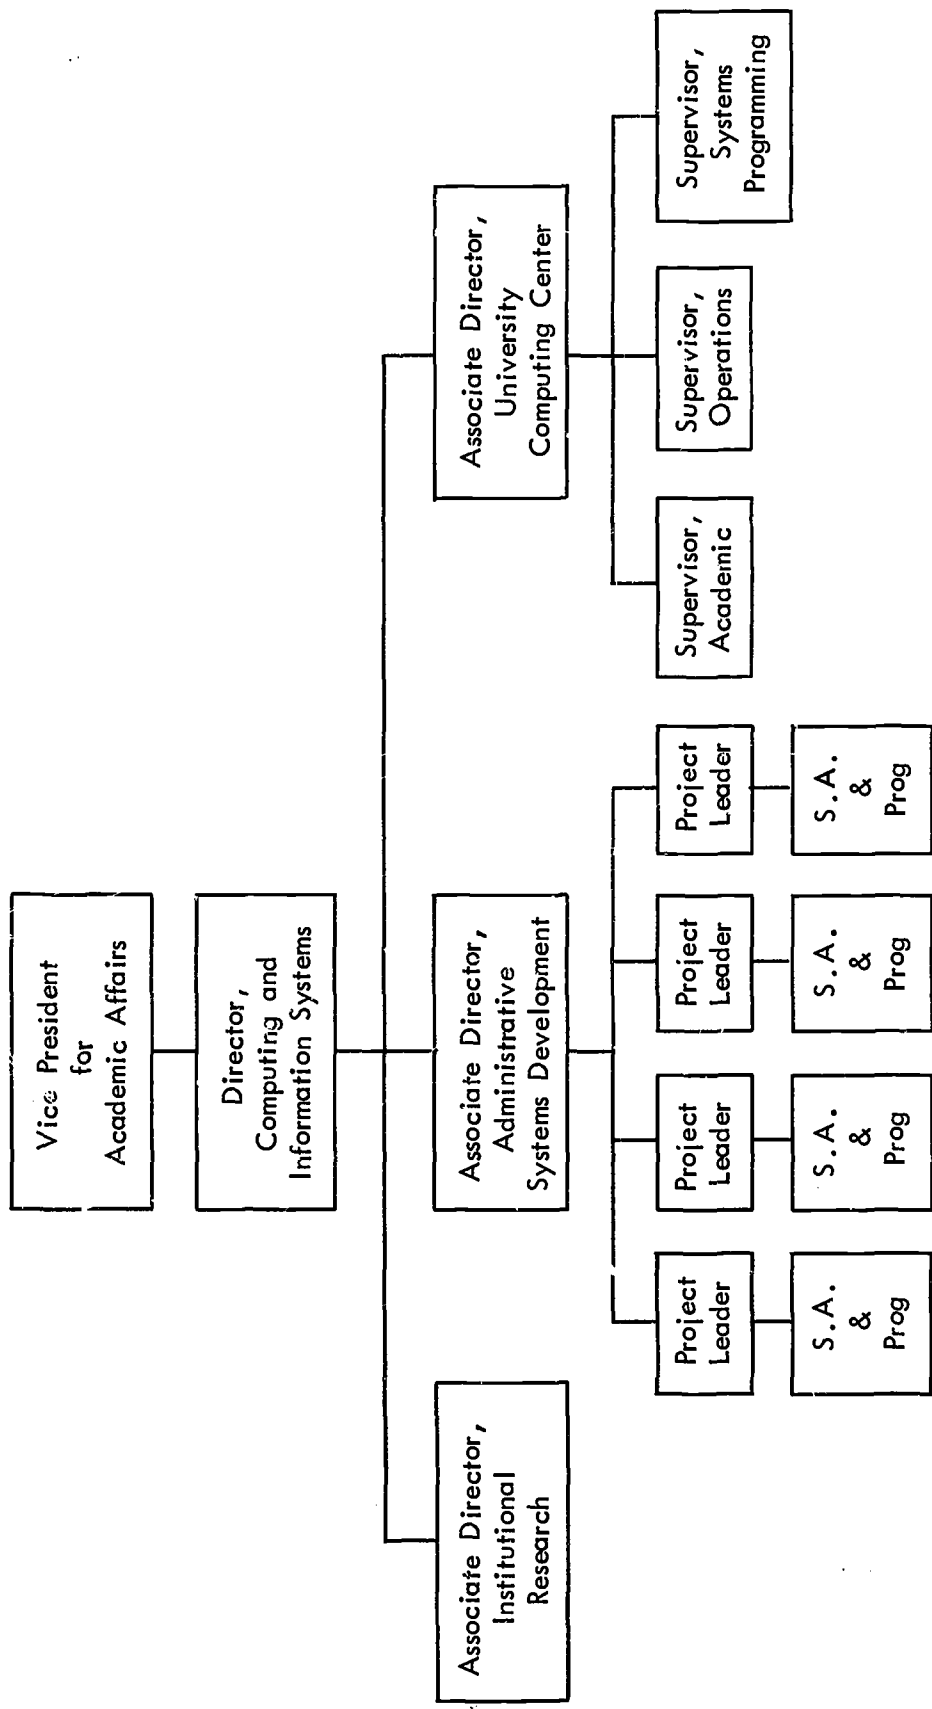 Vice President
for
Academic Affairs
Director,
Computing and
Information Systems
Associate Director,
Institutional
Research
Associate Director,
Administrative
Systems Development
Associate Director,
University
Computing Center
Project
Leader
Project
Leader
Project
Leader
Project
Leader
Supervisor,
Academic
Supervisor,
Operations
Supervisor,
Systems
Programming
S.A.
&
Prog
S.A.
&
Prog
S.A.
&
Prog
S.A.
&
Prog